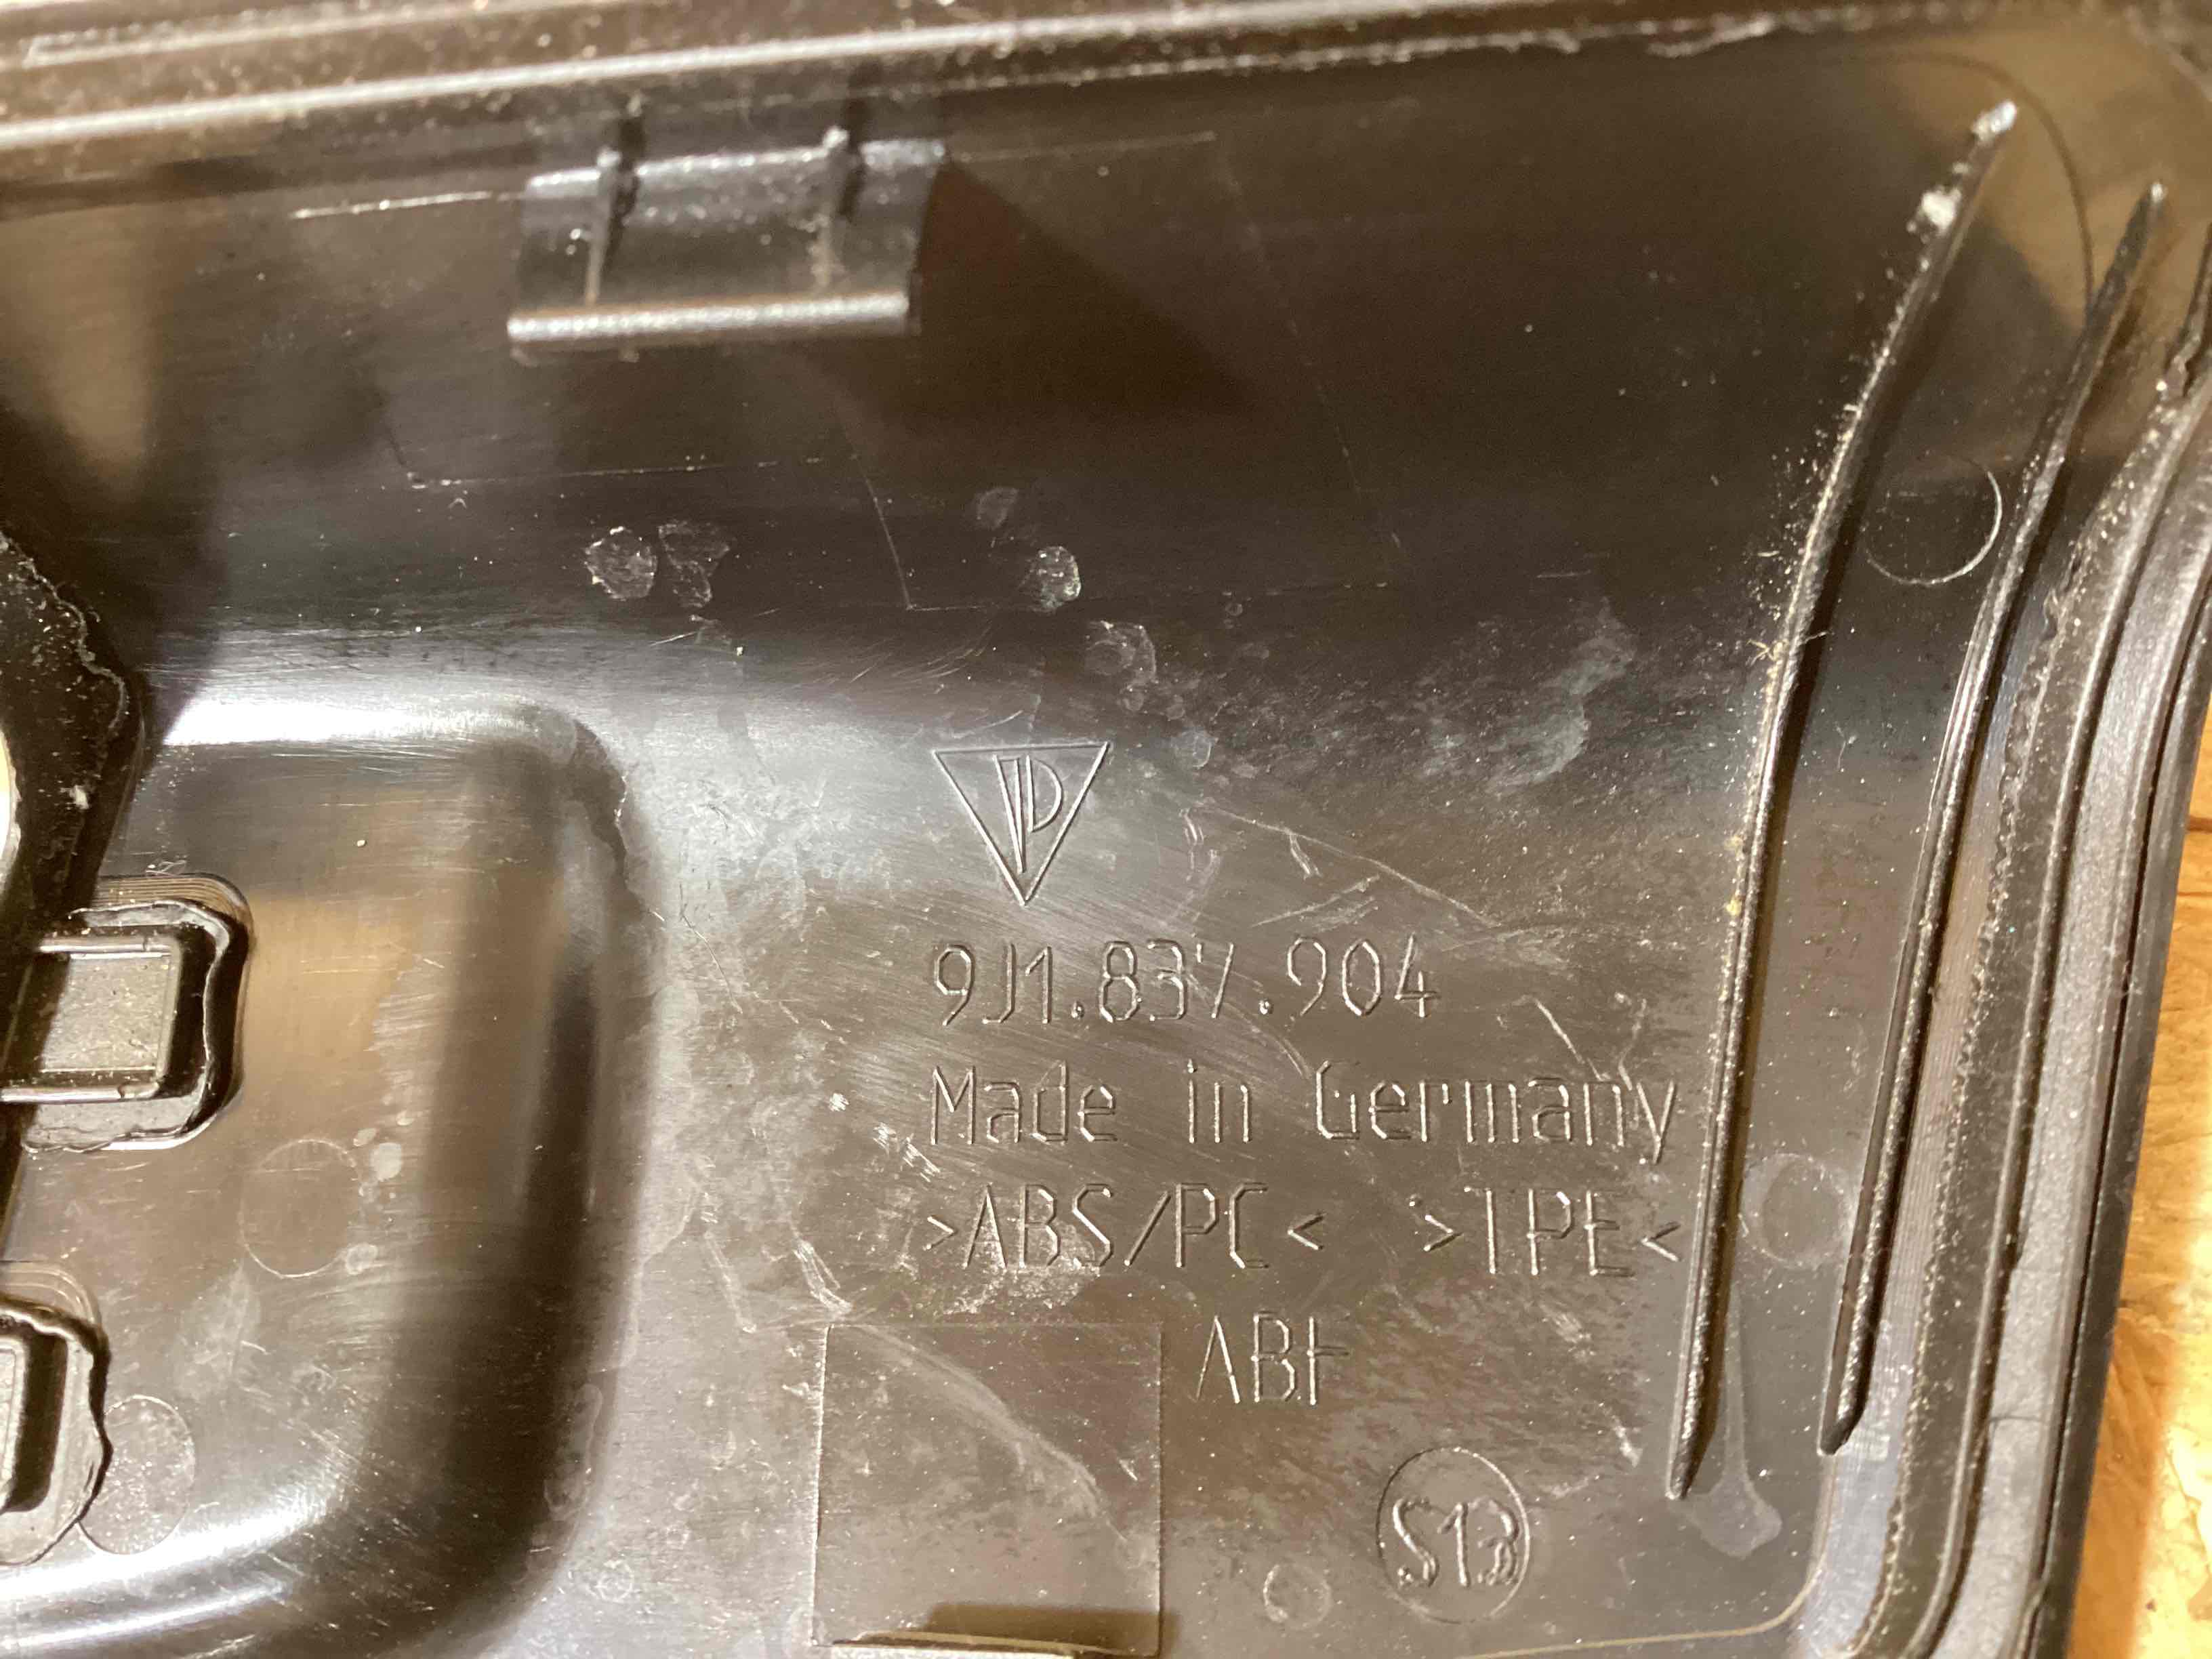 9J1.837.904
Made in Germany
>ABS/PC< >TPE<
ABF
S13